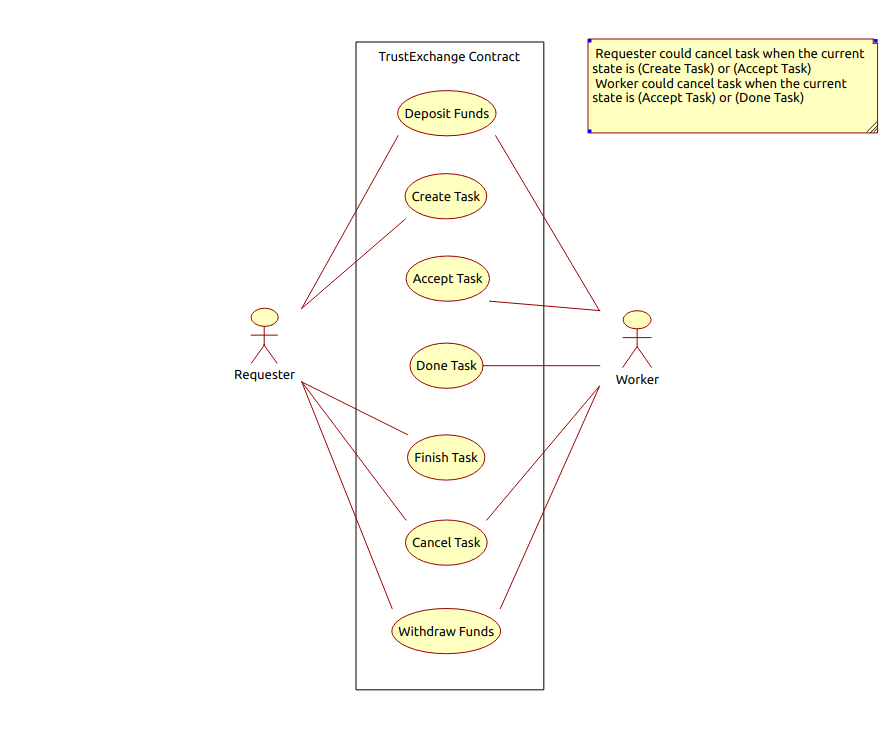 TrustExchange Contract
Requester could cancel task when the current
state is (Create Task) or (Accept Task)
Worker could cancel task when the current
state is (Accept Task) or (Done Task)
Deposit Funds
Create Task
Accept Task
Done Task
Requester
Worker
Finish Task
Cancel Task
Withdraw Funds